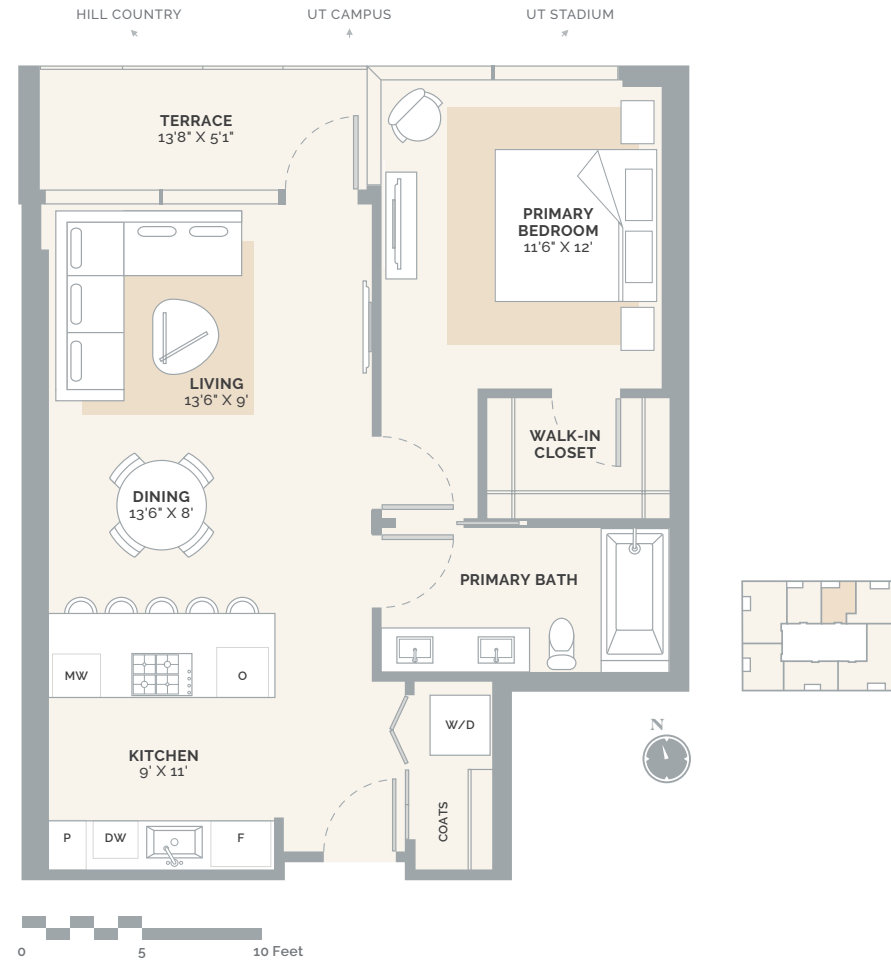 HILL COUNTRY
UT CAMPUS
UT STADIUM
TERRACE
13'8" X 5'1"
PRIMARY
BEDROOM
11'6" X 12'
LIVING
13'6" X 9'
WALK-IN
CLOSET
DINING
13'6" X 8'
PRIMARY BATH
MW
O
W/D
N
KITCHEN
9' X 11'
COATS
P
DW
F
0
5
10 Feet